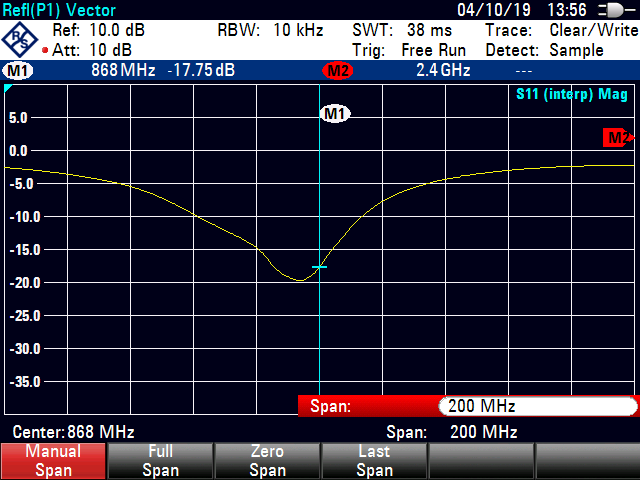 Refl(P1) Vector 04/10/19 13:56
R&S Ref: 10.0 dB RBW: 10 kHz SWT: 38 ms Trace: Clear/Write
Att: 10 dB Trig: Free Run Detect: Sample
M1 868 MHz -17.75 dB M2 2.4 GHz ---
S11 (interp) Mag
M1
5.0
M2
0.0
-5.0
-10.0
-15.0
-20.0
-25.0
-30.0
-35.0
Span: 200 MHz
Center: 868 MHz Span: 200 MHz
Manual Span
Full Span
Zero Span
Last Span